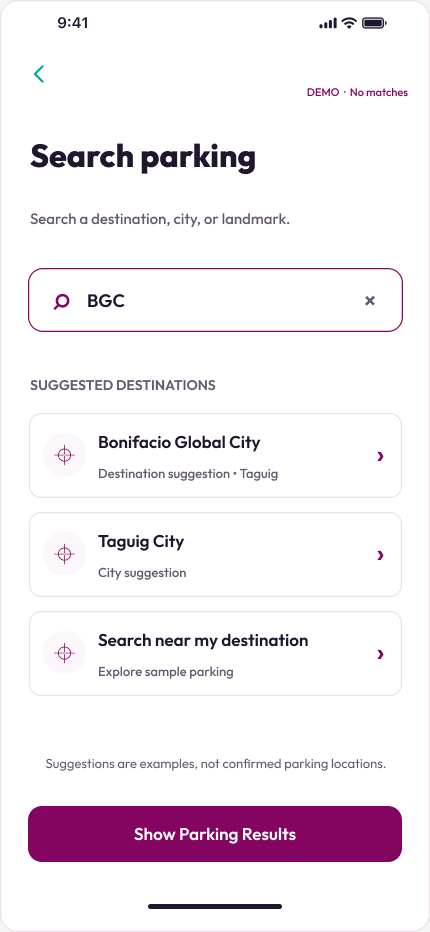 9:41
DEMO · No matches
Search parking
Search a destination, city, or landmark.
BGC
SUGGESTED DESTINATIONS
Bonifacio Global City
Destination suggestion • Taguig
Taguig City
City suggestion
Search near my destination
Explore sample parking
Suggestions are examples, not confirmed parking locations.
Show Parking Results